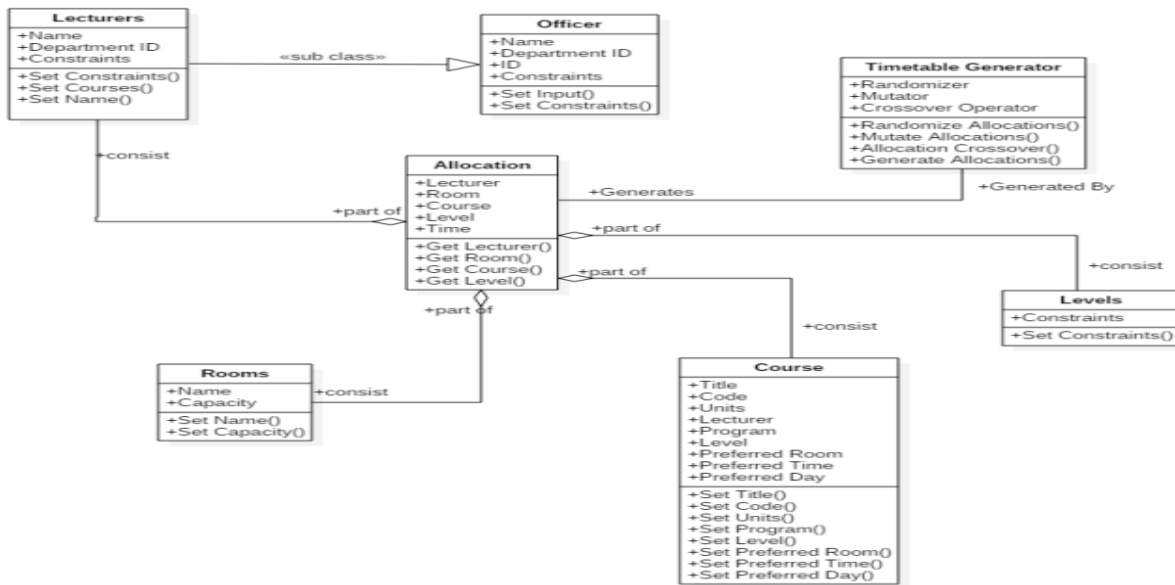 Lecturers
+Name
+Department ID
+Constraints
+Set Constraints()
+Set Courses()
+Set Name()
«sub class»
Officer
+Name
+Department ID
+ID
+Constraints
+Set Input()
+Set Constraints()
Timetable Generator
+Randomizer
+Mutator
+Crossover Operator
+Randomize Allocations()
+Mutate Allocations()
+Allocation Crossover()
+Generate Allocations()
+consist
Allocation
+Lecturer
+Room
+Course
+Level
+Time
+Get Lecturer()
+Get Room()
+Get Course()
+Get Level()
+Generates
+Generated By
+part of
+part of
+part of
+part of
+consist
Levels
+Constraints
+Set Constraints()
+consist
Rooms
+Name
+Capacity
+Set Name()
+Set Capacity()
+consist
Course
+Title
+Code
+Units
+Lecturer
+Program
+Level
+Preferred Room
+Preferred Time
+Preferred Day
+Set Title()
+Set Code()
+Set Units()
+Set Program()
+Set Level()
+Set Preferred Room()
+Set Preferred Time()
+Set Preferred Day()